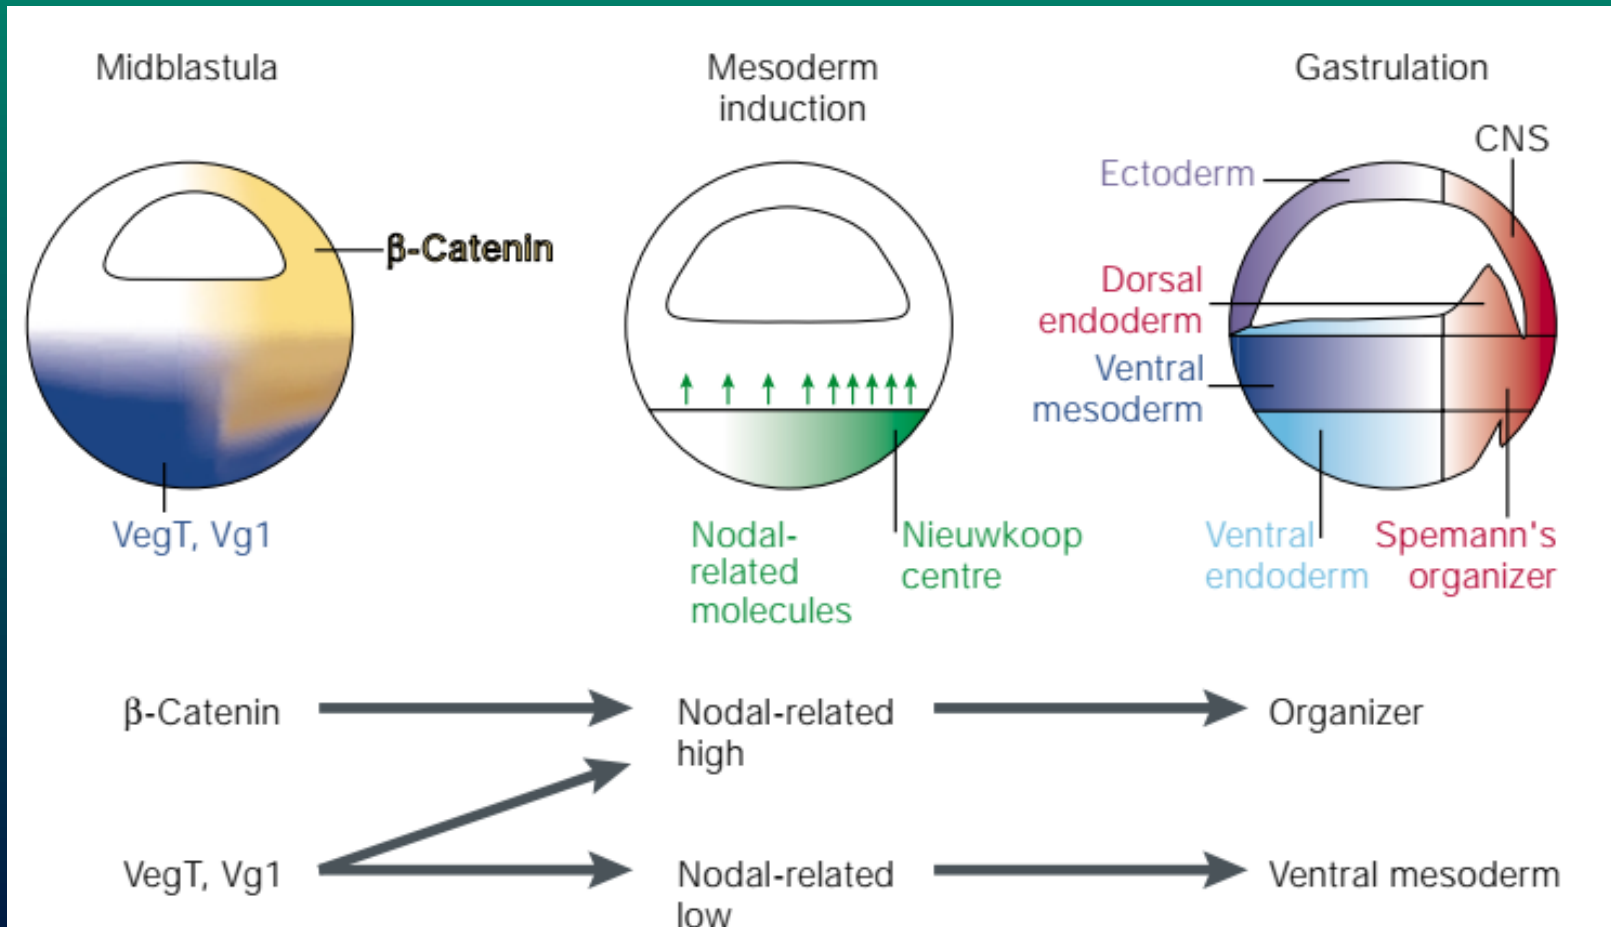 Midblastula
β-Catenin
VegT, Vg1
Mesoderm
induction
Nodal-
related
molecules
Nieuwkoop
centre
Gastrulation
CNS
Ectoderm
Dorsal
endoderm
Ventral
mesoderm
Ventral
endoderm
Spemann's
organizer
β-Catenin
Nodal-related
high
Organizer
VegT, Vg1
Nodal-related
low
Ventral mesoderm